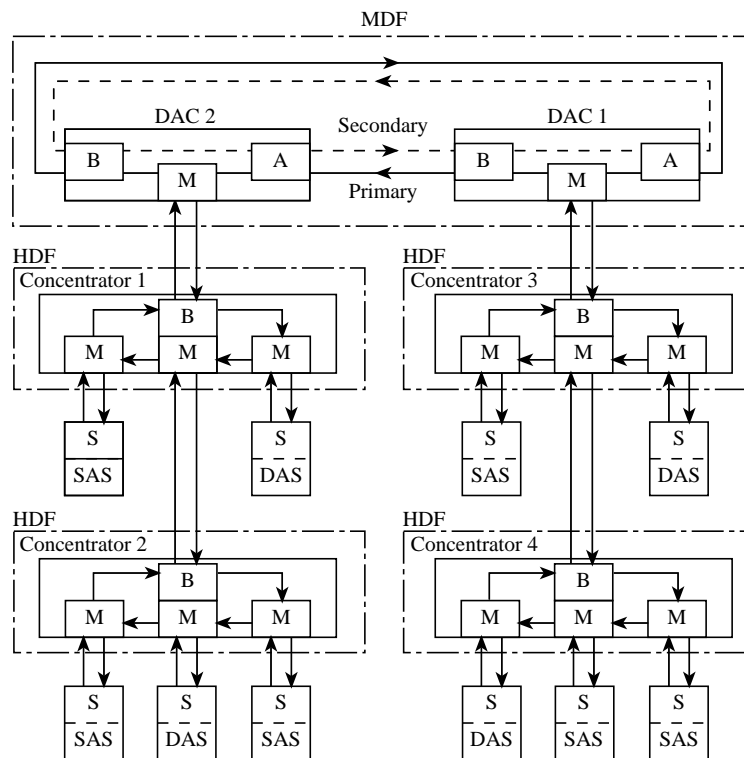 MDF
DAC 2
Secondary
DAC 1
B
A
B
A
M
Primary
M
HDF
HDF
Concentrator 1
Concentrator 3
B
B
M
M
M
M
M
M
S
S
S
S
SAS
DAS
SAS
DAS
HDF
HDF
Concentrator 2
Concentrator 4
B
B
M
M
M
M
M
M
S
S
S
S
S
S
SAS
DAS
SAS
DAS
SAS
SAS